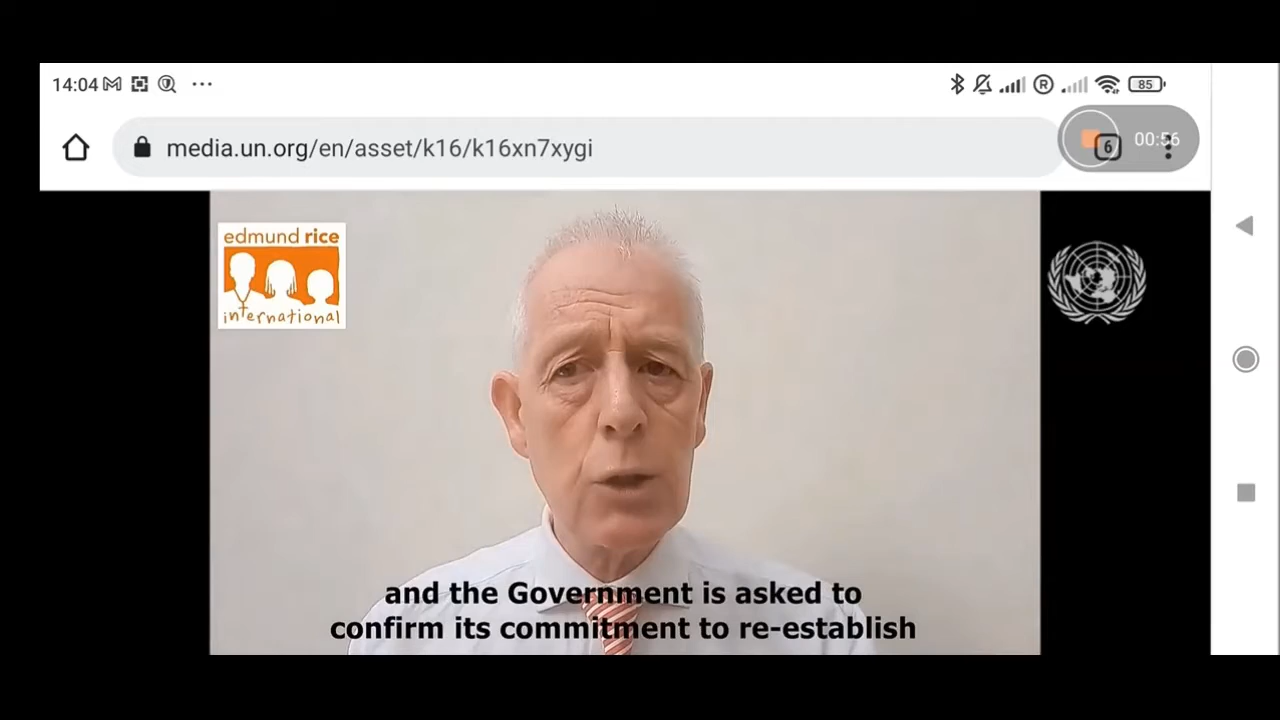 14:04
85
media.un.org/en/asset/k16/k16xn7xygi
6
00:56
edmund rice
international
and the Government is asked to
confirm its commitment to re-establish